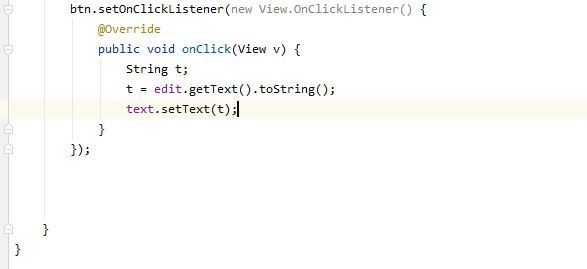 btn.setOnClickListener(new View.OnClickListener() {
@Override
public void onClick(View v) {
String t;
t = edit.getText().toString();
text.setText(t);
}
});
}
}